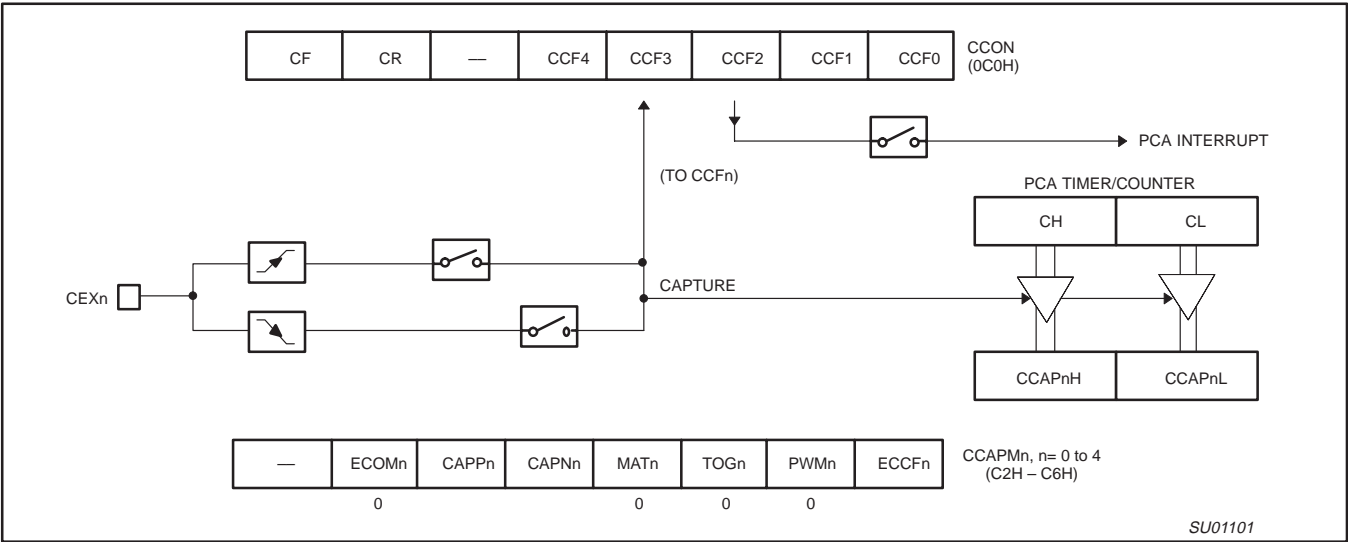 CF CR — CCF4 CCF3 CCF2 CCF1 CCF0
CCON
(0C0H)
PCA INTERRUPT
(TO CCFn)
PCA TIMER/COUNTER
CH CL
CEXn
CAPTURE
CCAPnH CCAPnL
— ECOMn CAPPn CAPNn MATn TOGn PWMn ECCFn
CCAPMn, n= 0 to 4
(C2H – C6H)
0 0 0 0
SU01101